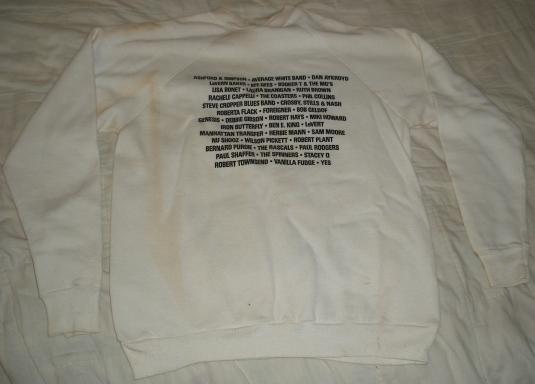 ASHFORD & SIMPSON • AVERAGE WHITE BAND • DAN AYKROYD
LAVERN BAKER • BEE GEES • BOOKER T & THE MG'S
LISA BONET • LAURA BRANIGAN • RUTH BROWN
RACHELE CAPPELLI • THE COASTERS • PHIL COLLINS
STEVE CROPPER BLUES BAND • CROSBY, STILLS & NASH
ROBERTA FLACK • FOREIGNER • BOB GELDOF
GENESIS • DEBBIE GIBSON • ROBERT HAYS • MIKI HOWARD
IRON BUTTERFLY • BEN E. KING • LeVERT
MANHATTAN TRANSFER • HERBIE MANN • SAM MOORE
NU SHOOZ • WILSON PICKETT • ROBERT PLANT
BERNARD PURDIE • THE RASCALS • PAUL RODGERS
PAUL SHAFFER • THE SPINNERS • STACEY Q
ROBERT TOWNSEND • VANILLA FUDGE • YES